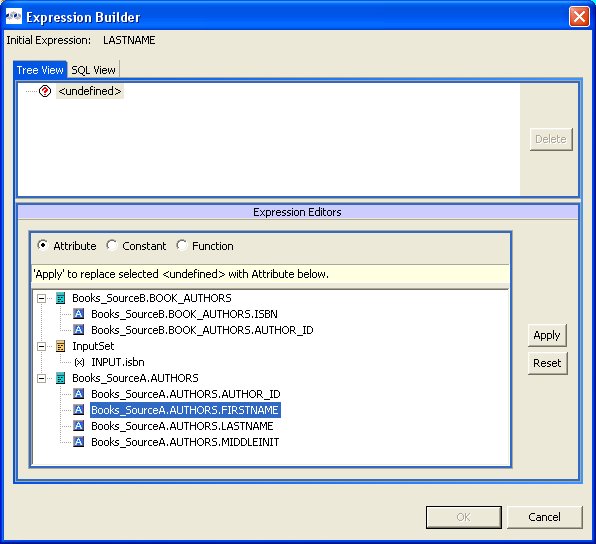 Expression Builder
Initial Expression: LASTNAME
Tree View SQL View
<undefined>
Delete
Expression Editors
Attribute Constant Function
'Apply' to replace selected <undefined> with Attribute below.
Books_SourceB.BOOK_AUTHORS
A Books_SourceB.BOOK_AUTHORS.ISBN
A Books_SourceB.BOOK_AUTHORS.AUTHOR_ID
InputSet
(x) INPUT.isbn
Books_SourceA.AUTHORS
A Books_SourceA.AUTHORS.AUTHOR_ID
A Books_SourceA.AUTHORS.FIRSTNAME
A Books_SourceA.AUTHORS.LASTNAME
A Books_SourceA.AUTHORS.MIDDLEINIT
Apply
Reset
OK Cancel